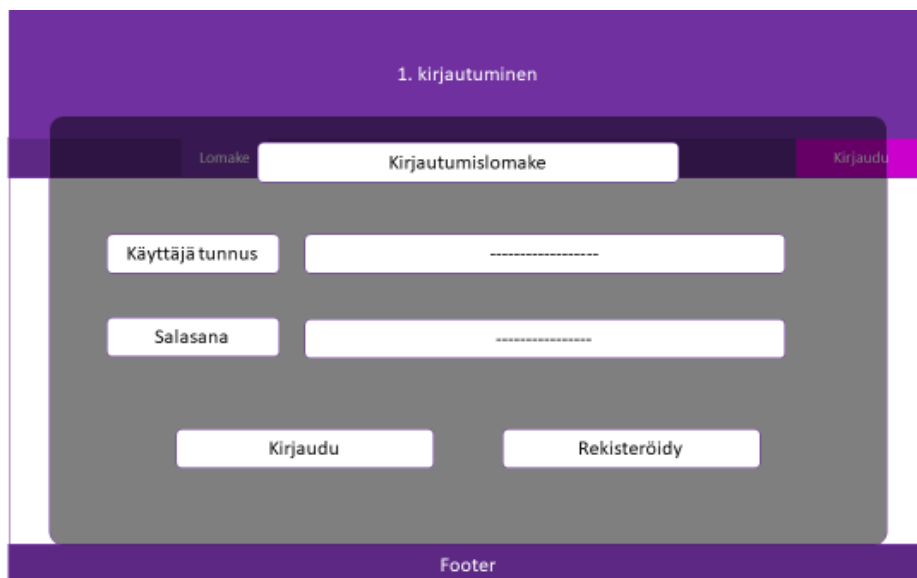 1. kirjautuminen
Lomake
Kirjaudu
Kirjautumislomake
Käyttäjä tunnus
------------------
Salasana
----------------
Kirjaudu
Rekisteröidy
Footer